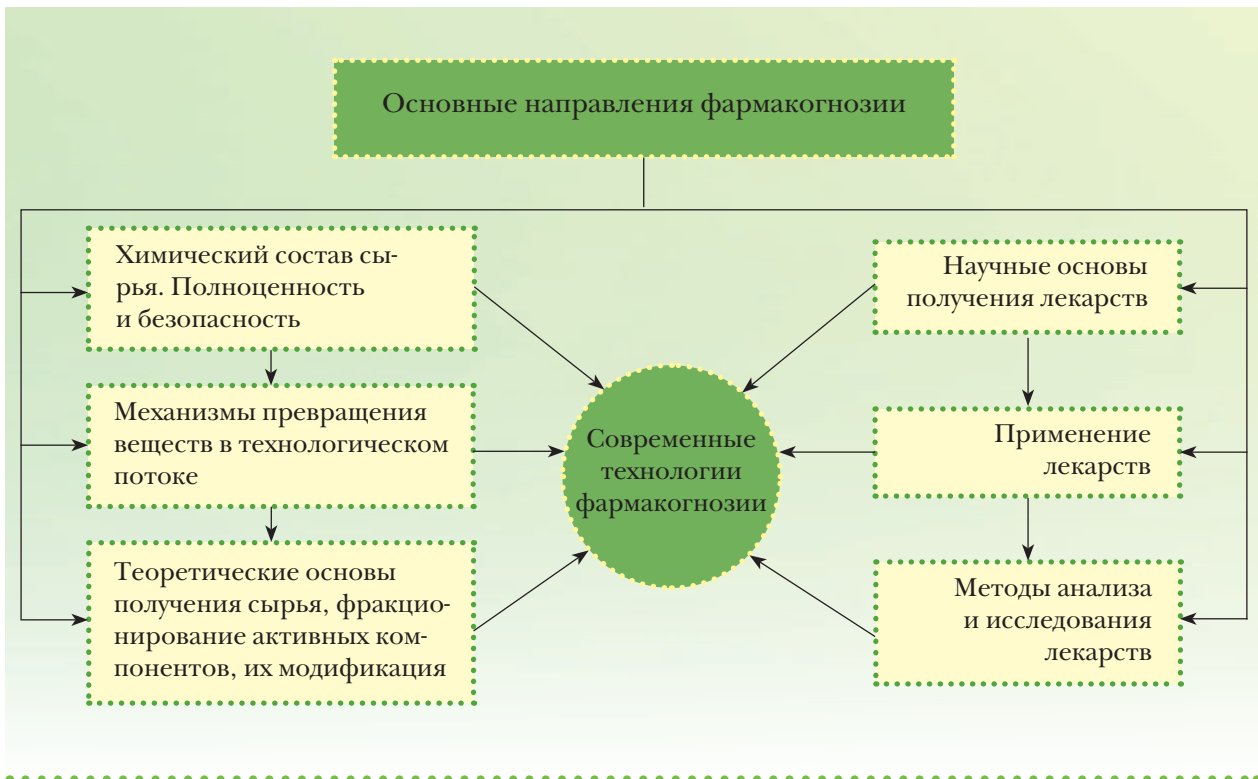 Основные направления фармакогнозии
Химический состав сы-
рья. Полноценность
и безопасность
Механизмы превращения
веществ в технологическом
потоке
Теоретические основы
получения сырья, фракцио-
нирование активных ком-
понентов, их модификация
Современные
технологии
фармакогнозии
Научные основы
получения лекарств
Применение
лекарств
Методы анализа
и исследования
лекарств